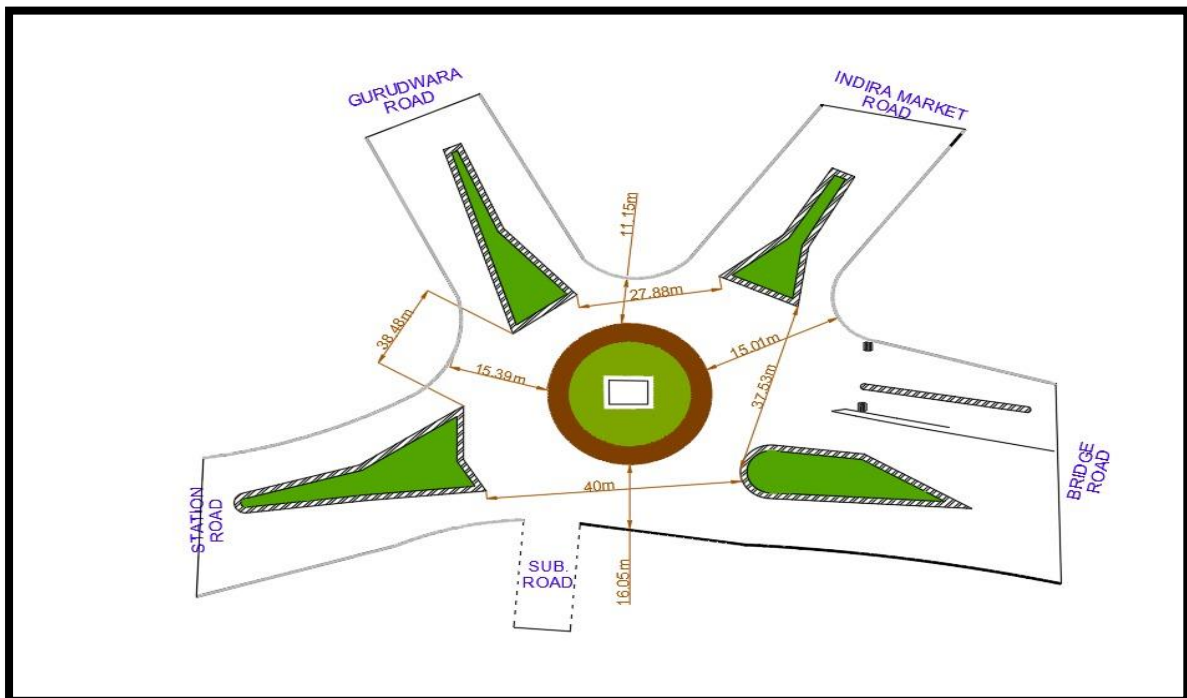 GURUDWARA
ROAD
INDIRA MARKET
ROAD
11.15m
27.88m
38.48m
15.39m
15.01m
37.53m
40m
STATION
ROAD
BRIDGE
ROAD
SUB.
ROAD
16.05m